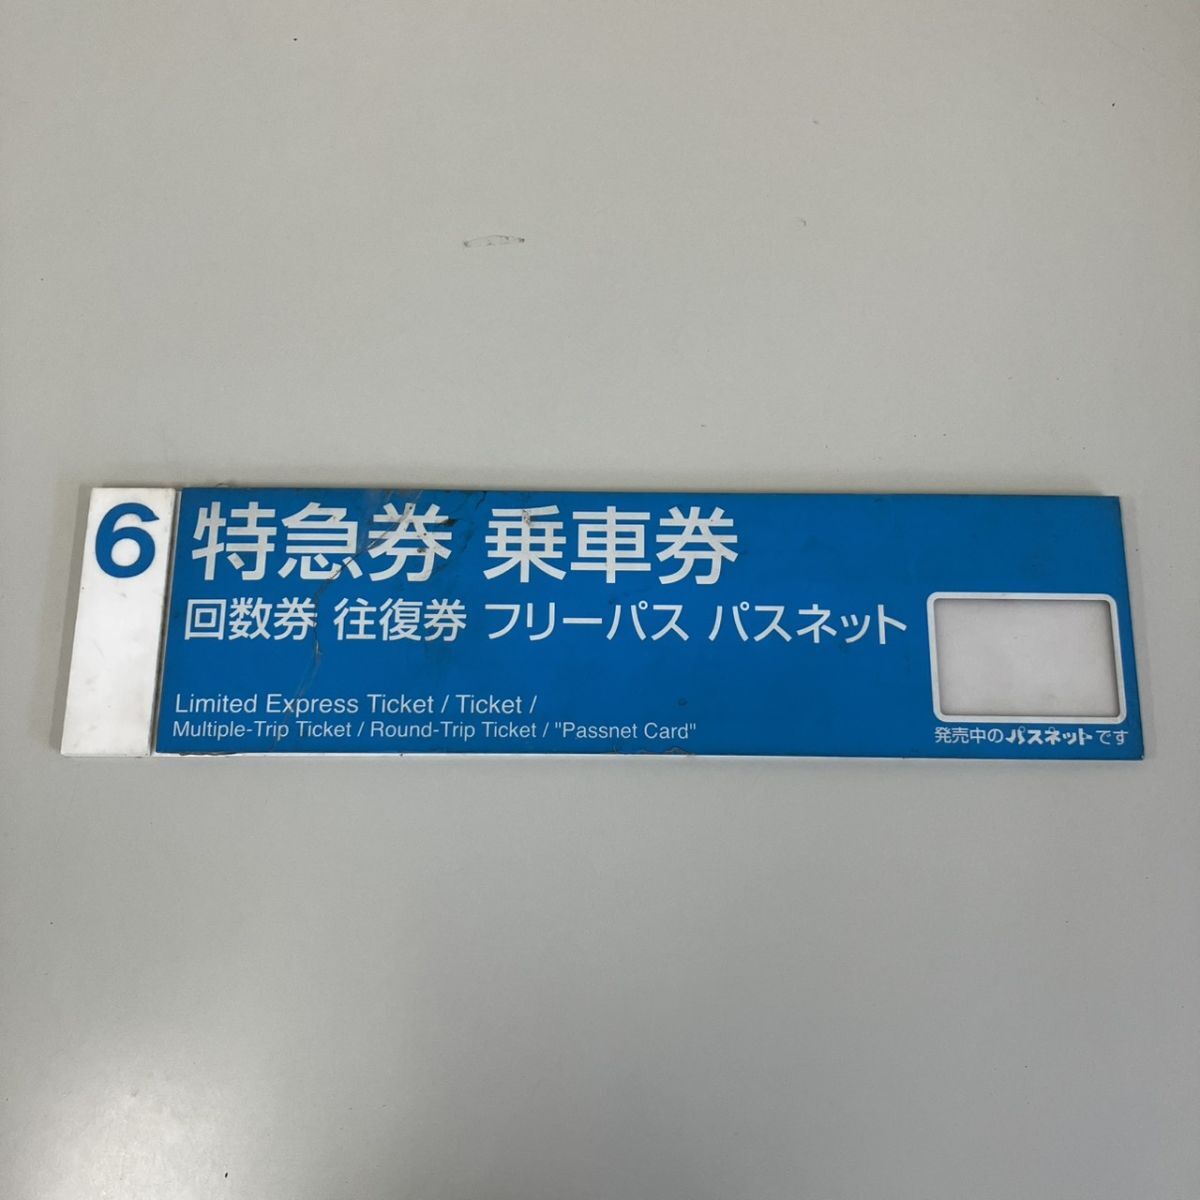 6
特急券 乗車券
回数券 往復券 フリーパス パスネット
Limited Express Ticket / Ticket /
Multiple-Trip Ticket / Round-Trip Ticket / "Passnet Card"
発売中のパスネットです